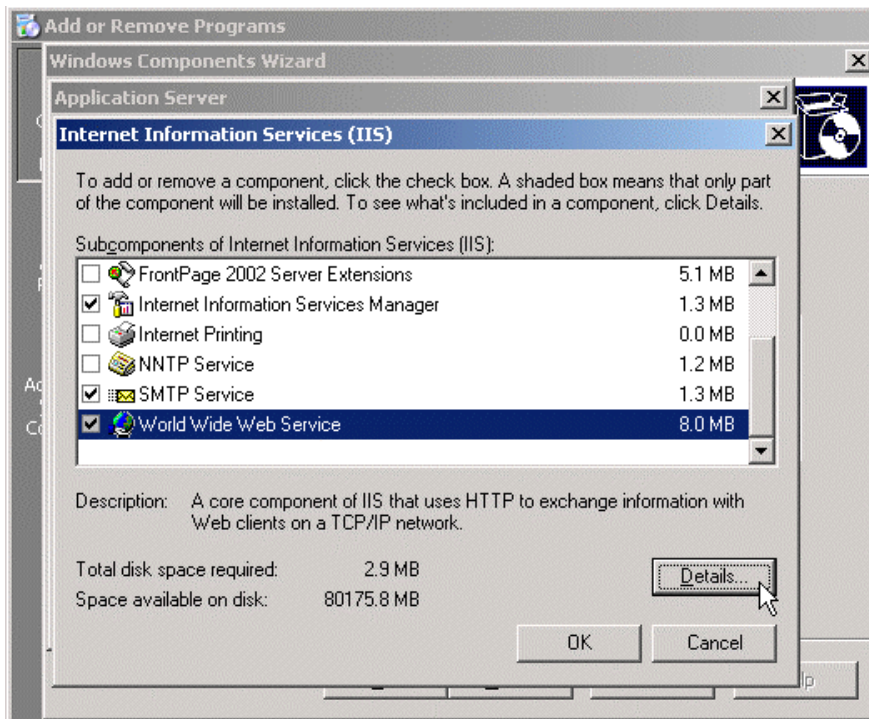 Add or Remove Programs
Windows Components Wizard
Application Server
Internet Information Services (IIS)
To add or remove a component, click the check box. A shaded box means that only part
of the component will be installed. To see what's included in a component, click Details.
Subcomponents of Internet Information Services (IIS):
FrontPage 2002 Server Extensions 5.1 MB
Internet Information Services Manager 1.3 MB
Internet Printing 0.0 MB
NNTP Service 1.2 MB
SMTP Service 1.3 MB
World Wide Web Service 8.0 MB
Description: A core component of IIS that uses HTTP to exchange information with
Web clients on a TCP/IP network.
Total disk space required: 2.9 MB
Details...
Space available on disk: 80175.8 MB
OK Cancel